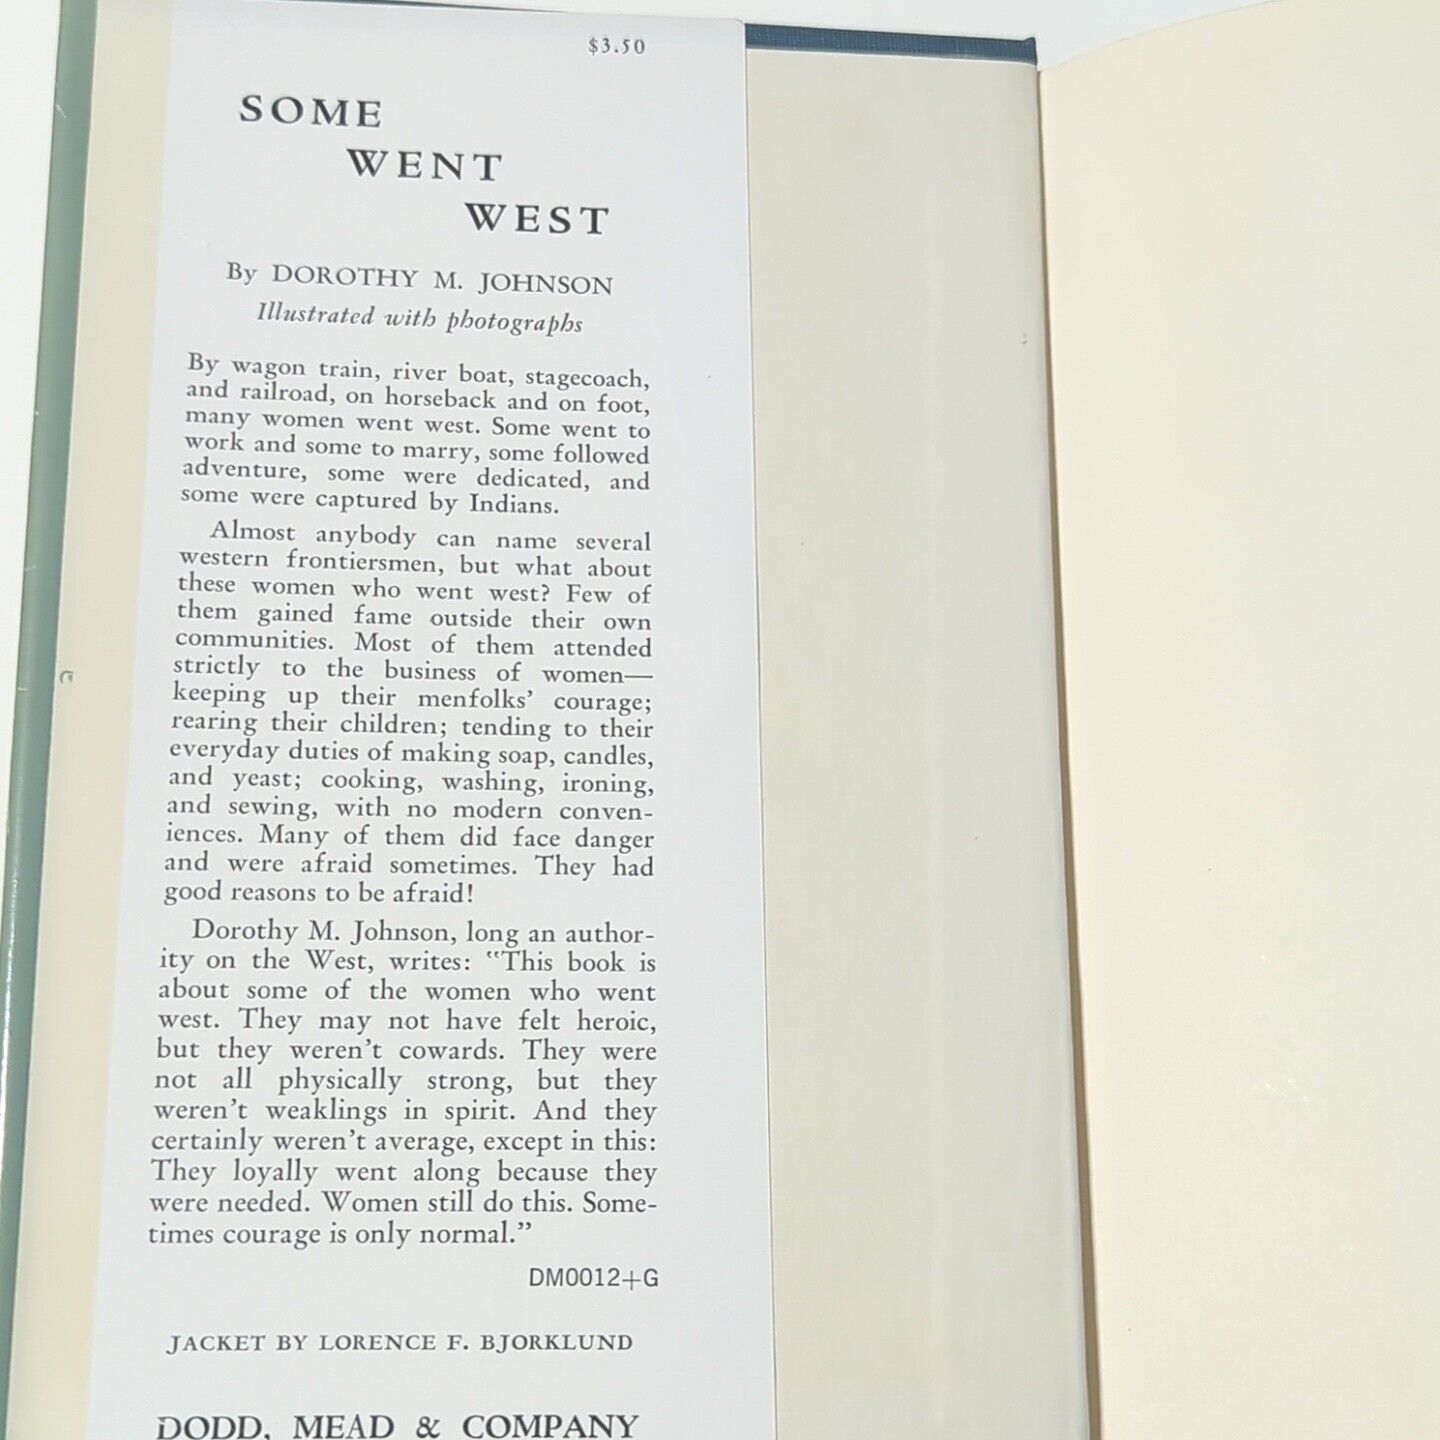 $3.50
SOME
WENT
WEST
By DOROTHY M. JOHNSON
Illustrated with photographs
By wagon train, river boat, stagecoach,
and railroad, on horseback and on foot,
many women went west. Some went to
work and some to marry, some followed
adventure, some were dedicated, and
some were captured by Indians.
Almost anybody can name several
western frontiersmen, but what about
these women who went west? Few of
them gained fame outside their own
communities. Most of them attended
strictly to the business of women—
keeping up their menfolks' courage;
rearing their children; tending to their
everyday duties of making soap, candles,
and yeast; cooking, washing, ironing,
and sewing, with no modern conven-
iences. Many of them did face danger
and were afraid sometimes. They had
good reasons to be afraid!
Dorothy M. Johnson, long an author-
ity on the West, writes: "This book is
about some of the women who went
west. They may not have felt heroic,
but they weren't cowards. They were
not all physically strong, but they
weren't weaklings in spirit. And they
certainly weren't average, except in this:
They loyally went along because they
were needed. Women still do this. Some-
times courage is only normal."
DM0012+G
JACKET BY LORENCE F. BJORKLUND
DODD, MEAD & COMPANY